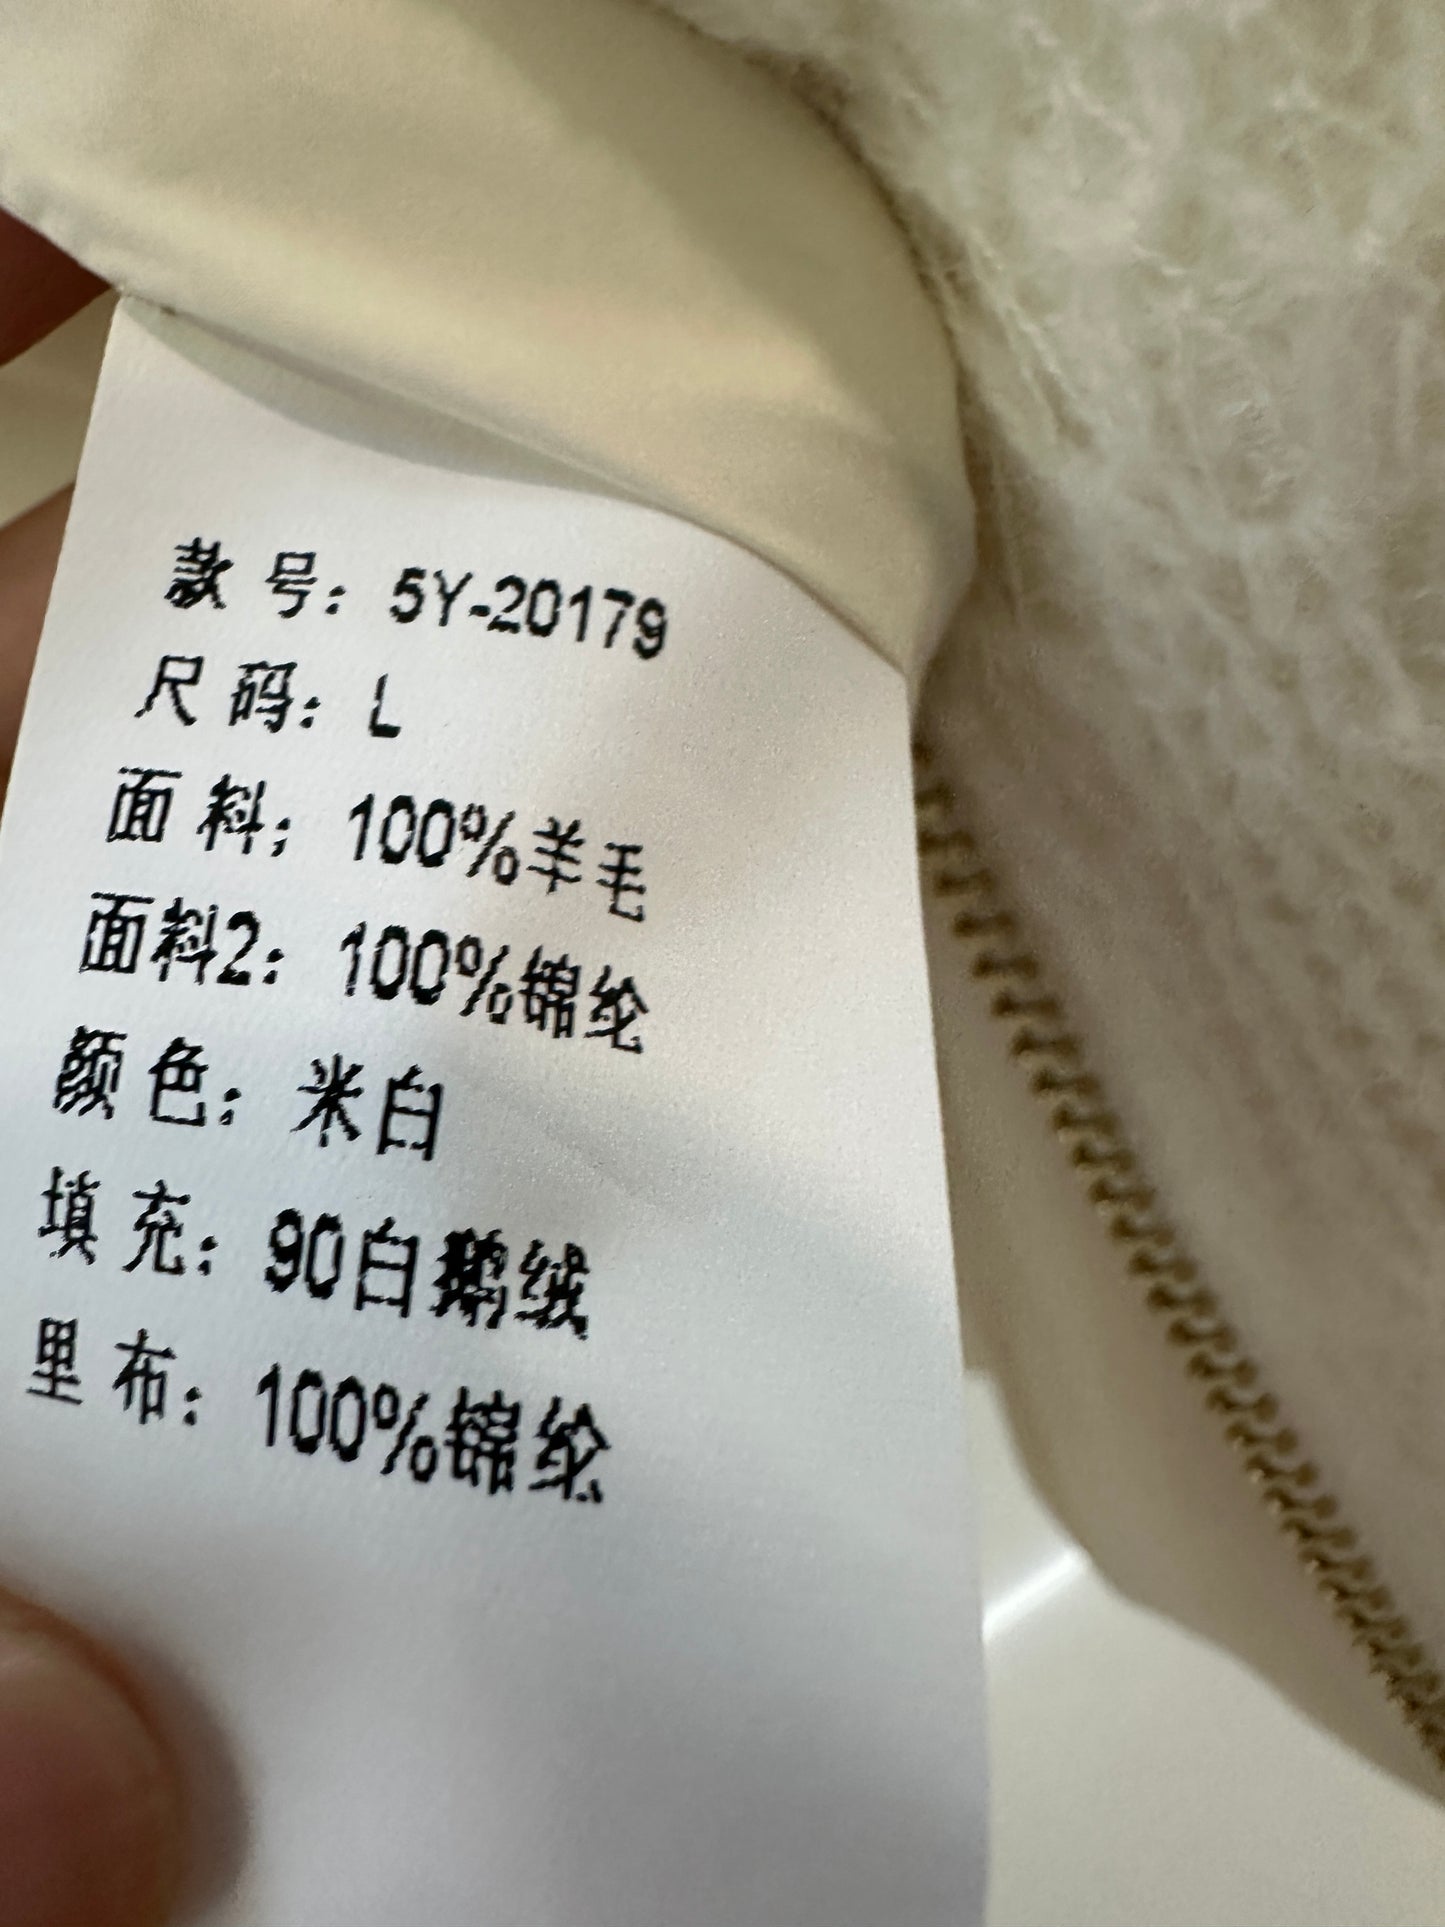 款号：5Y-20179
尺码：L
面料：100%羊毛
面料2：100%锦纶
颜色：米白
填充：90白鹅绒
里布：100%锦纶